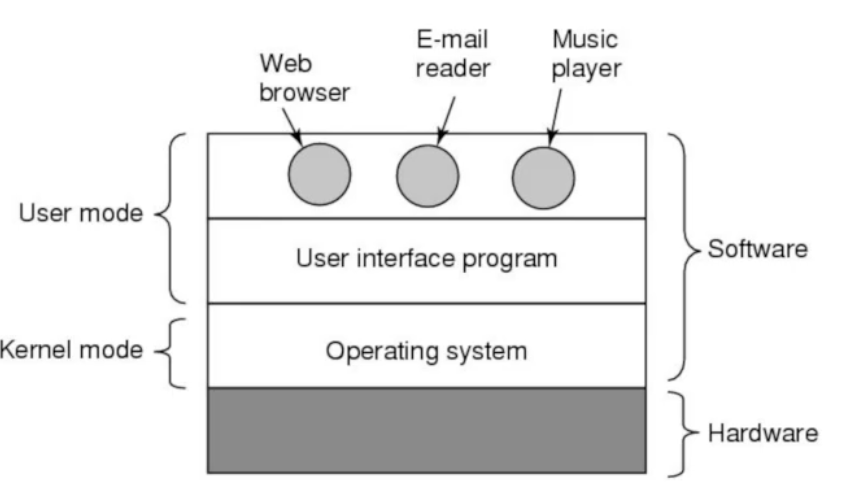 Web
browser
E-mail
reader
Music
player
User mode
User interface program
Software
Kernel mode
Operating system
Hardware